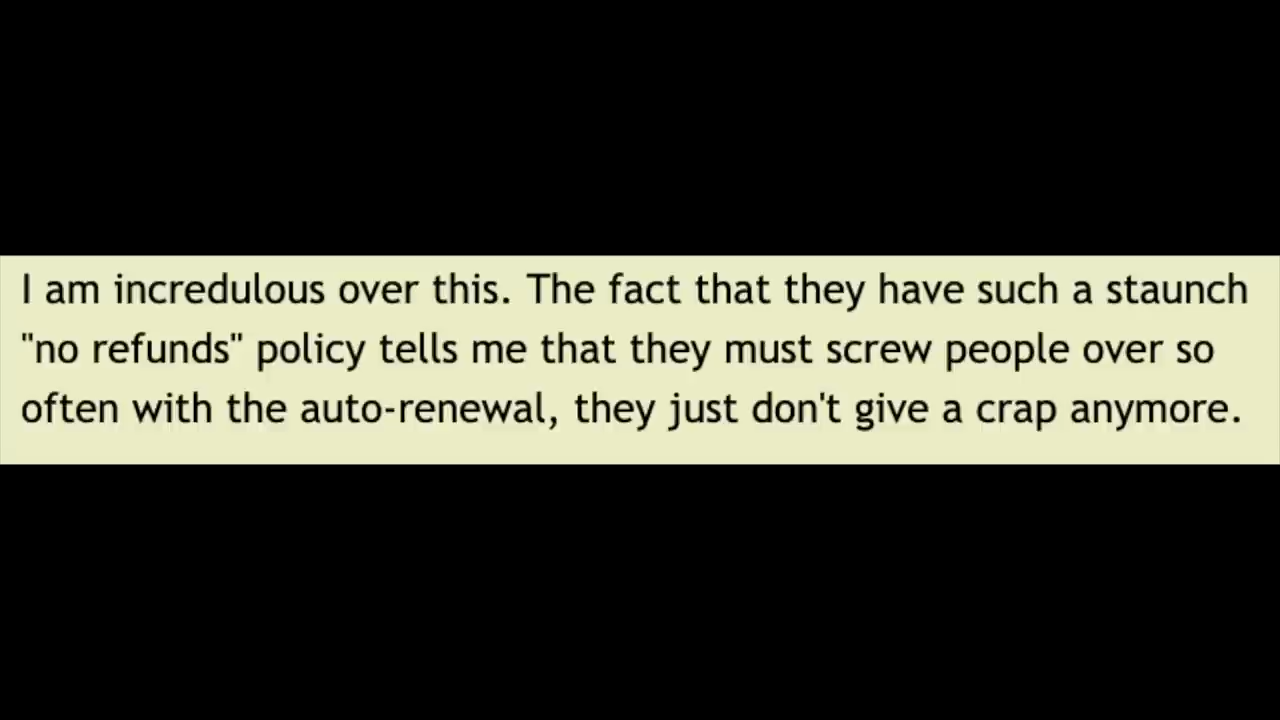 I am incredulous over this. The fact that they have such a staunch
"no refunds" policy tells me that they must screw people over so
often with the auto-renewal, they just don't give a crap anymore.